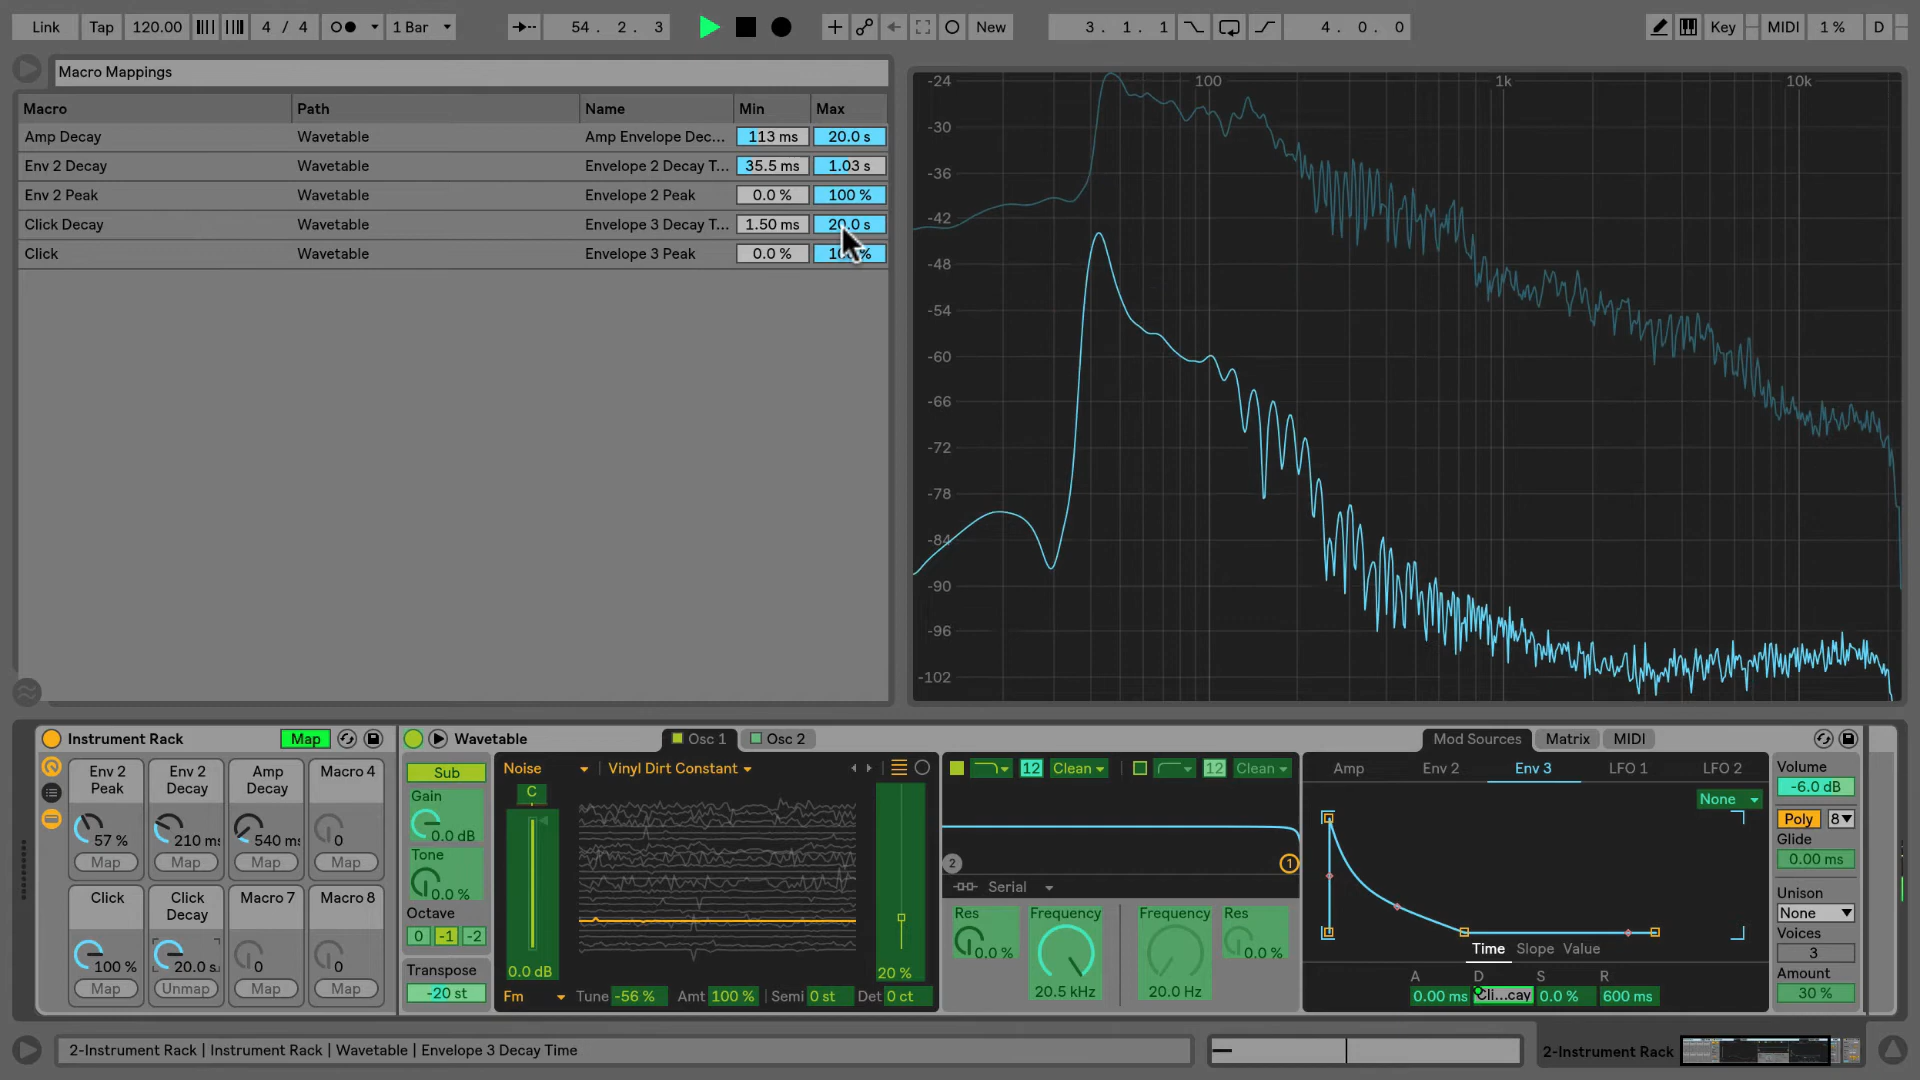 Link Tap 120.00 4 / 4 1 Bar 54. 2. 3 New 3. 1. 1 4. 0. 0 Key MIDI 1 % D
Macro Mappings
Macro Path Name Min Max
Amp Decay Wavetable Amp Envelope Dec... 113 ms 20.0 s
Env 2 Decay Wavetable Envelope 2 Decay T... 35.5 ms 1.03 s
Env 2 Peak Wavetable Envelope 2 Peak 0.0 % 100 %
Click Decay Wavetable Envelope 3 Decay T... 1.50 ms 20.0 s
Click Wavetable Envelope 3 Peak 0.0 %
100 1k 10k
-24
-30
-36
-42
-48
-54
-60
-66
-72
-78
-84
-90
-96
-102
Instrument Rack Map
Env 2 Peak
Env 2 Decay
Amp Decay
Macro 4
57 % 210 ms 540 ms 0
Map Map Map Map
Click
Click Decay
Macro 7
Macro 8
100 % 20.0 s 0 0
Map Unmap Map Map
Wavetable Osc 1 Osc 2
Sub
Gain
0.0 dB
Tone
0.0 %
Octave
0 -1 -2
Transpose
-20 st
Noise Vinyl Dirt Constant
C
0.0 dB 20 %
Fm Tune -56 % Amt 100 % Semi 0 st Det 0 ct
12 Clean 12 Clean
2 1
Serial
Res Frequency Frequency Res
0.0 % 0.0 %
20.5 kHz 20.0 Hz
Mod Sources Matrix MIDI
Amp Env 2 Env 3 LFO 1 LFO 2
None
Time Slope Value
A D S R
0.00 ms Cli...cay 0.0 % 600 ms
Volume
-6.0 dB
Poly 8
Glide
0.00 ms
Unison
None
Voices
3
Amount
30 %
2-Instrument Rack | Instrument Rack | Wavetable | Envelope 3 Decay Time
2-Instrument Rack